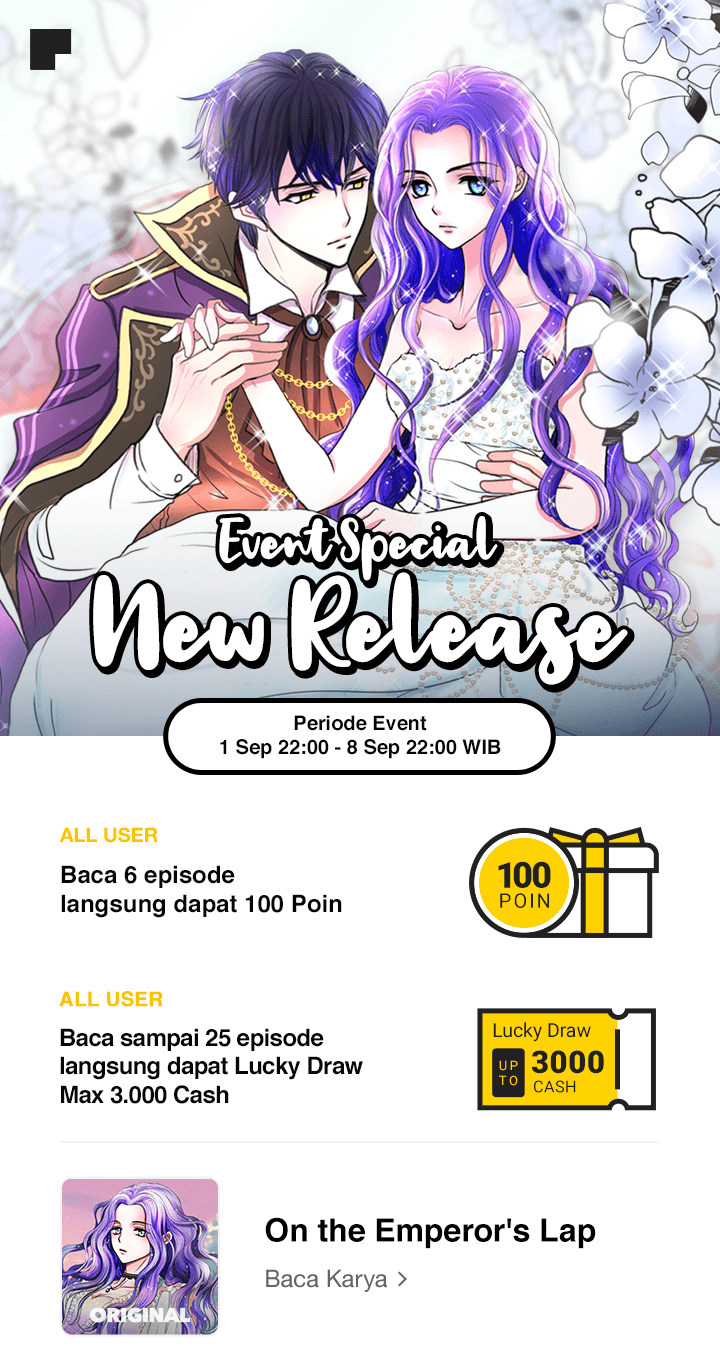 Event Special
New Release
Periode Event
1 Sep 22:00 - 8 Sep 22:00 WIB
ALL USER
Baca 6 episode
langsung dapat 100 Poin
100
POIN
ALL USER
Baca sampai 25 episode
langsung dapat Lucky Draw
Max 3.000 Cash
Lucky Draw
UP
TO
3000
CASH
ORIGINAL
On the Emperor's Lap
Baca Karya >